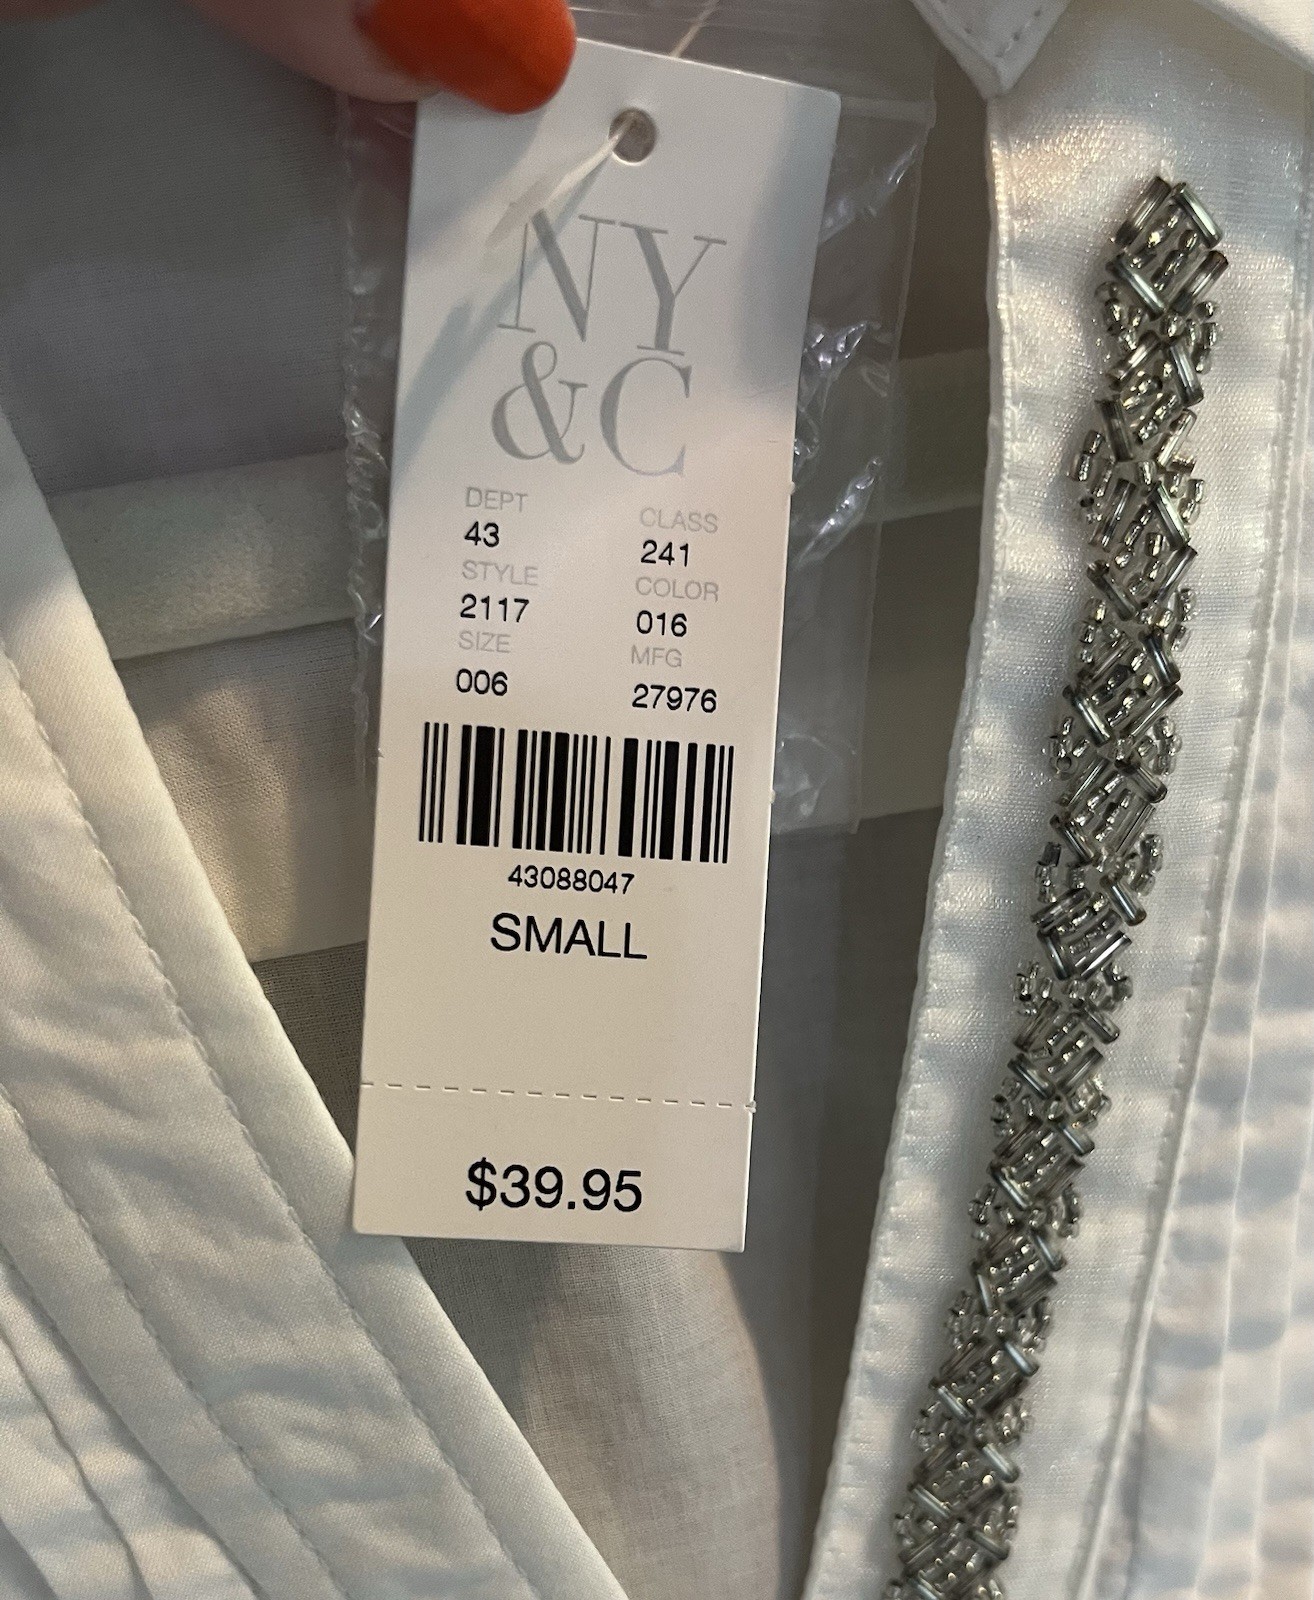 NY
&C
DEPT CLASS
43 241
STYLE COLOR
2117 016
SIZE MFG
006 27976
43088047
SMALL
$39.95